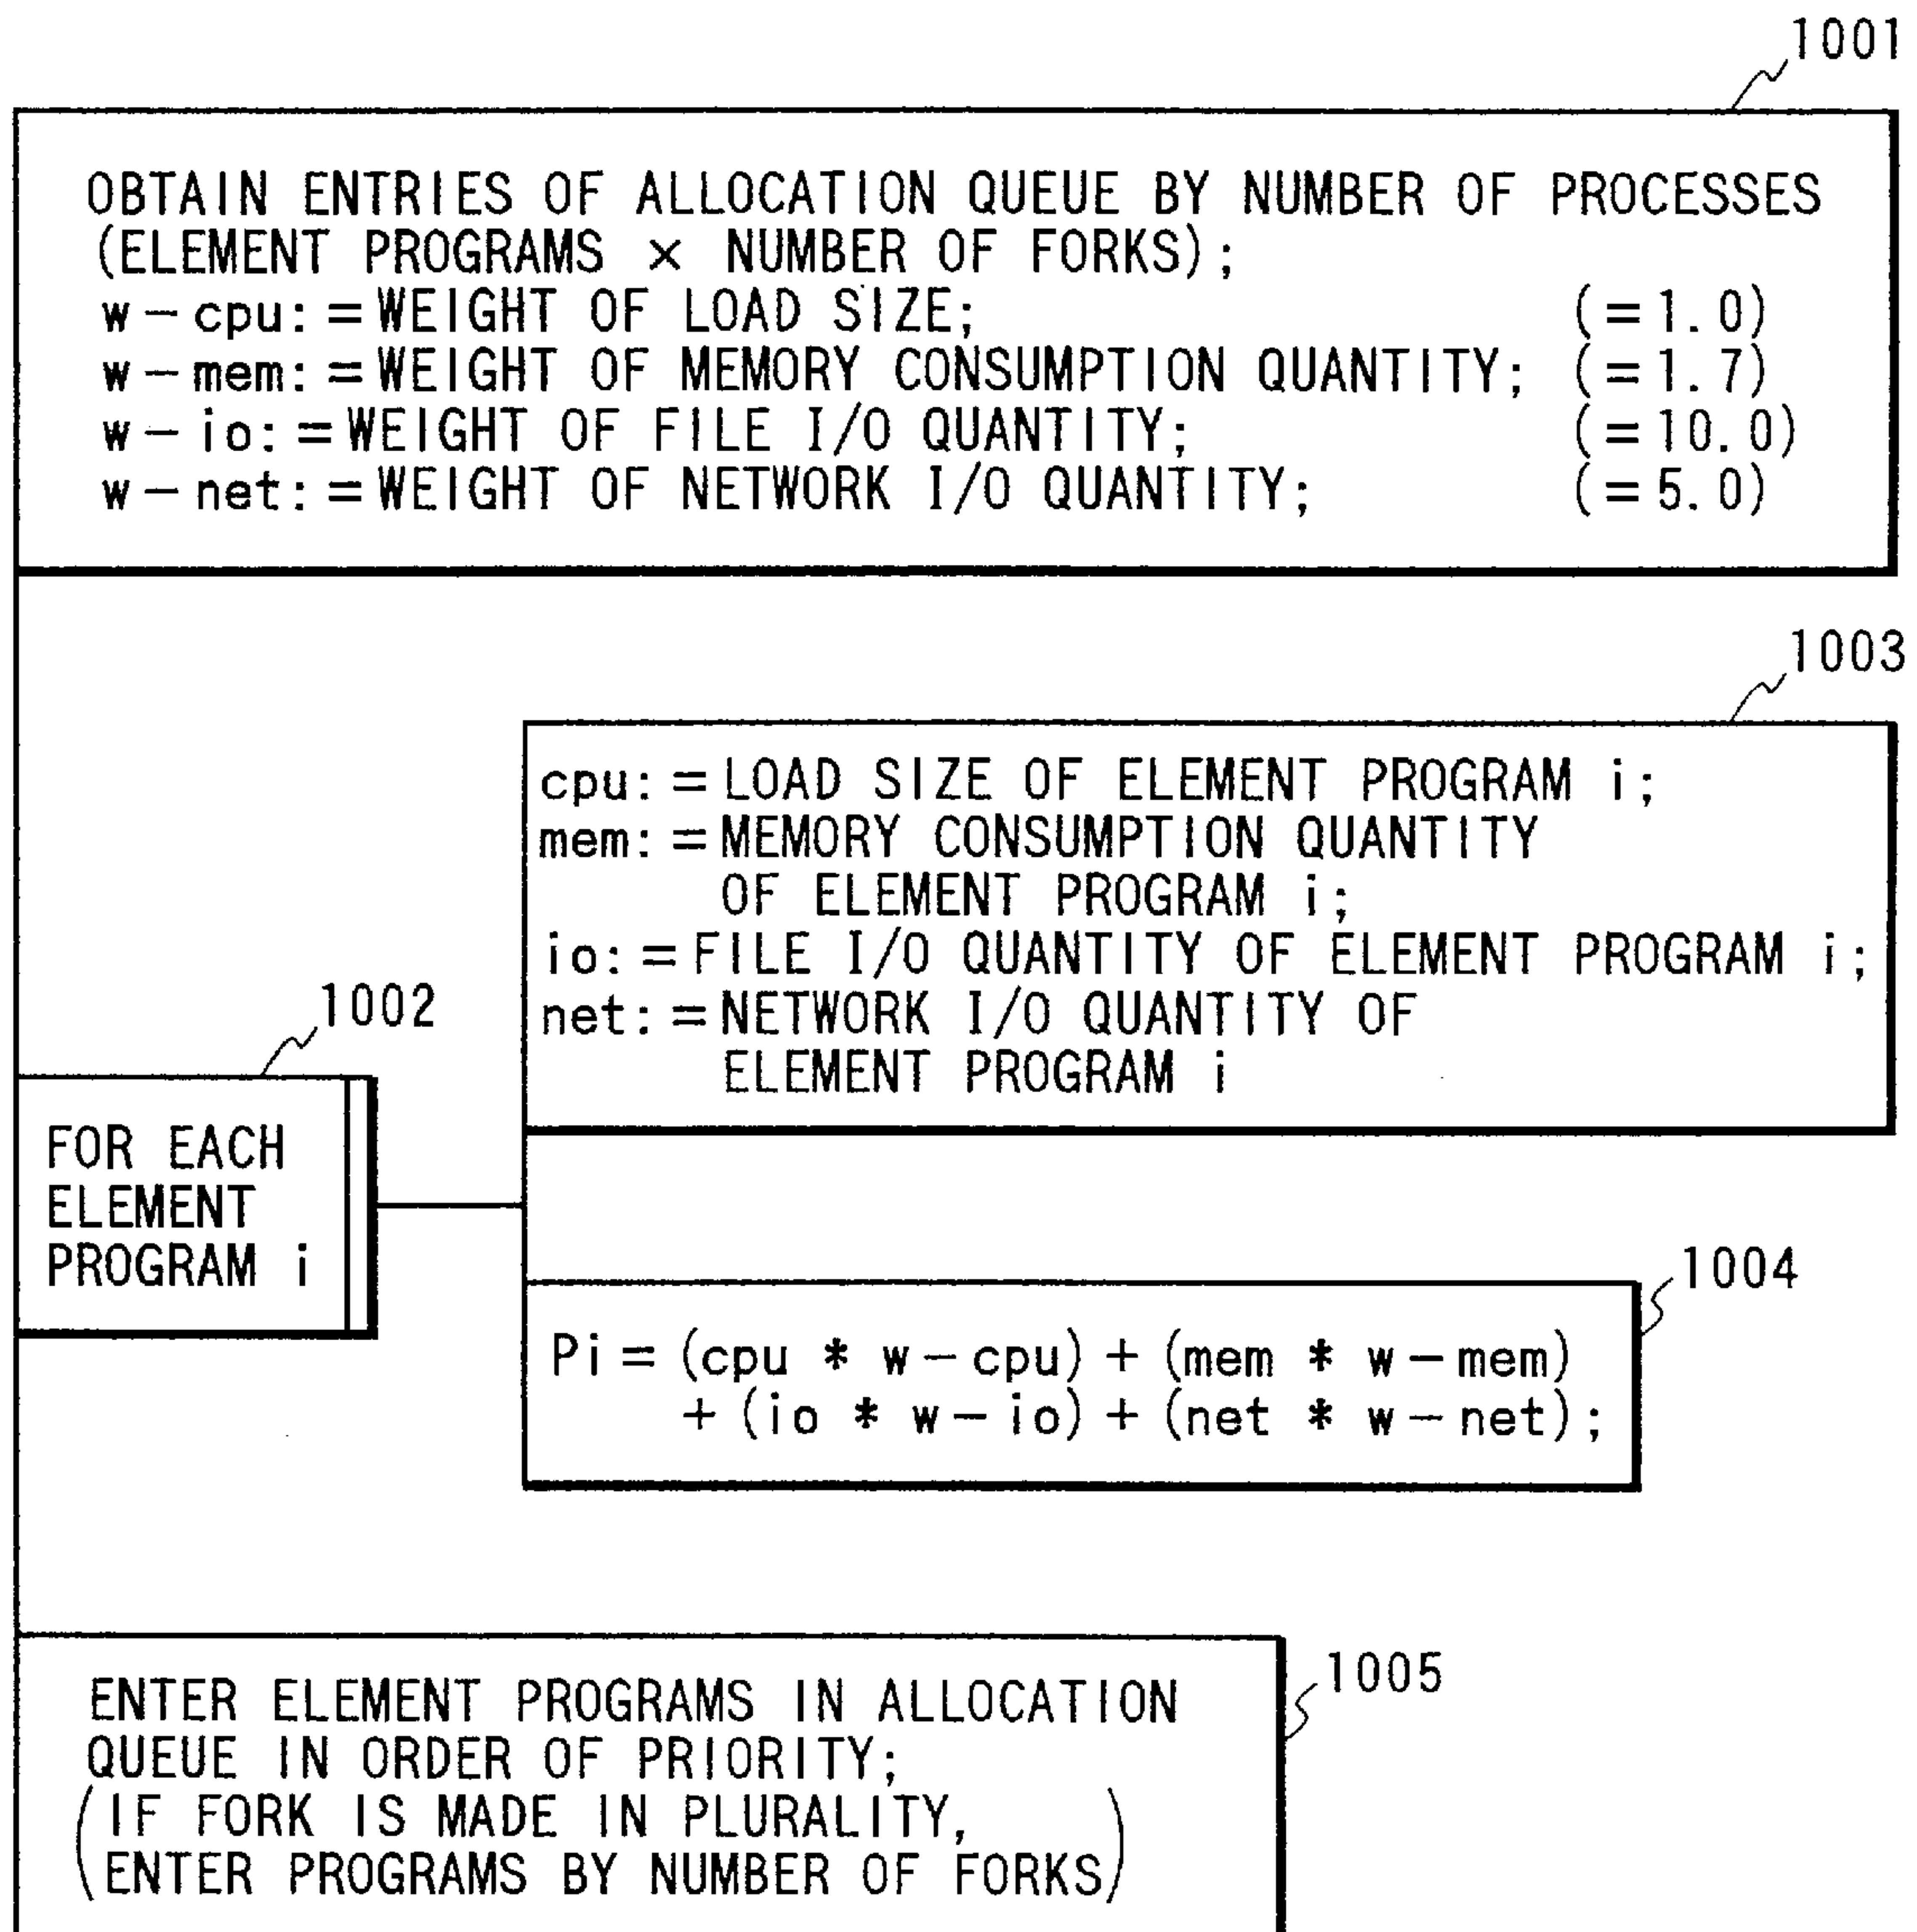 1001
OBTAIN ENTRIES OF ALLOCATION QUEUE BY NUMBER OF PROCESSES
(ELEMENT PROGRAMS × NUMBER OF FORKS);
w-cpu:=WEIGHT OF LOAD SIZE; (=1.0)
w-mem:=WEIGHT OF MEMORY CONSUMPTION QUANTITY; (=1.7)
w-io:=WEIGHT OF FILE I/O QUANTITY; (=10.0)
w-net:=WEIGHT OF NETWORK I/O QUANTITY; (=5.0)
1003
cpu:=LOAD SIZE OF ELEMENT PROGRAM i;
mem:=MEMORY CONSUMPTION QUANTITY
OF ELEMENT PROGRAM i;
io:=FILE I/O QUANTITY OF ELEMENT PROGRAM i;
net:=NETWORK I/O QUANTITY OF
ELEMENT PROGRAM i
1002
FOR EACH
ELEMENT
PROGRAM i
1004
Pi=(cpu * w-cpu)+(mem * w-mem)
+(io * w-io)+(net * w-net);
1005
ENTER ELEMENT PROGRAMS IN ALLOCATION
QUEUE IN ORDER OF PRIORITY;
(IF FORK IS MADE IN PLURALITY,
ENTER PROGRAMS BY NUMBER OF FORKS)